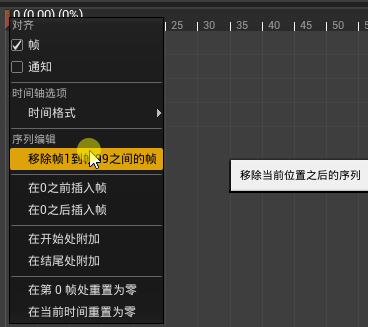 0 (0.00) (0%)
25 30 35 40 45 50 55
对齐
帧
通知
时间轴选项
时间格式
序列编辑
移除帧1到 99之间的帧
移除当前位置之后的序列
在0之前插入帧
在0之后插入帧
在开始处附加
在结尾处附加
在第 0 帧处重置为零
在当前时间重置为零